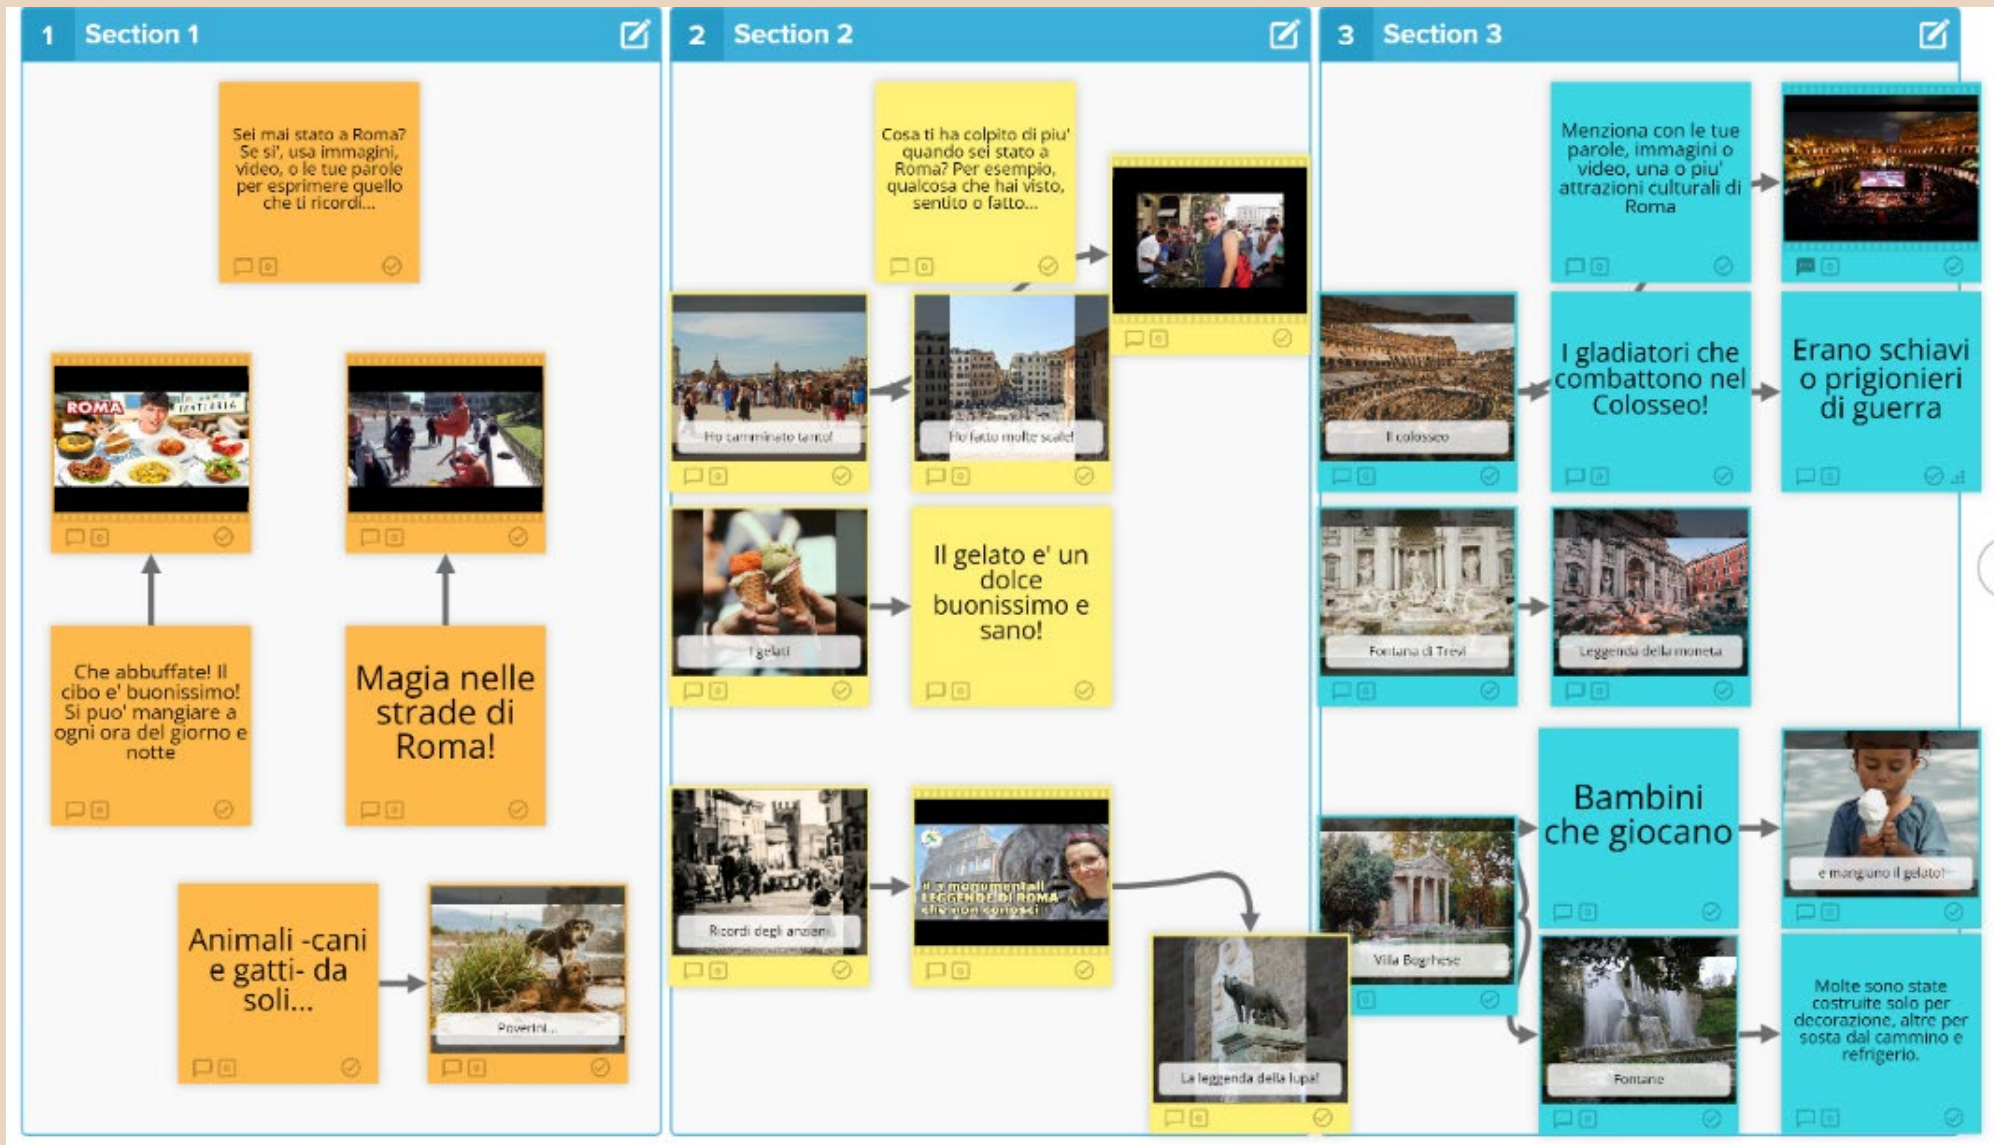 1 Section 1
Sei mai stato a Roma?
Se si', usa immagini,
video, o le tue parole
per esprimere quello
che ti ricordi...
ROMA
Che abbuffate! Il
cibo e' buonissimo!
Si puo' mangiare a
ogni ora del giorno e
notte
Magia nelle
strade di
Roma!
Animali -cani
e gatti- da
soli...
Poverini...
2 Section 2
Cosa ti ha colpito di piu'
quando sei stato a
Roma? Per esempio,
qualcosa che hai visto,
sentito o fatto...
Ho camminato tanto!
Ho fatto molte scale!
I gelati
Il gelato e' un
dolce
buonissimo e
sano!
Ricordi degli anziani
3 monumentali
LEGGENDE DI ROMA
che non conosci
La leggenda della lupa!
3 Section 3
Menziona con le tue
parole, immagini o
video, una o piu'
attrazioni culturali di
Roma
Il colosseo
I gladiatori che
combattono nel
Colosseo!
Erano schiavi
o prigionieri
di guerra
Fontana di Trevi
Leggenda della moneta
Villa Bogrhese
Bambini
che giocano
e mangiano il gelato!
Fontane
Molte sono state
costruite solo per
decorazione, altre per
sosta dal cammino e
refrigerio.